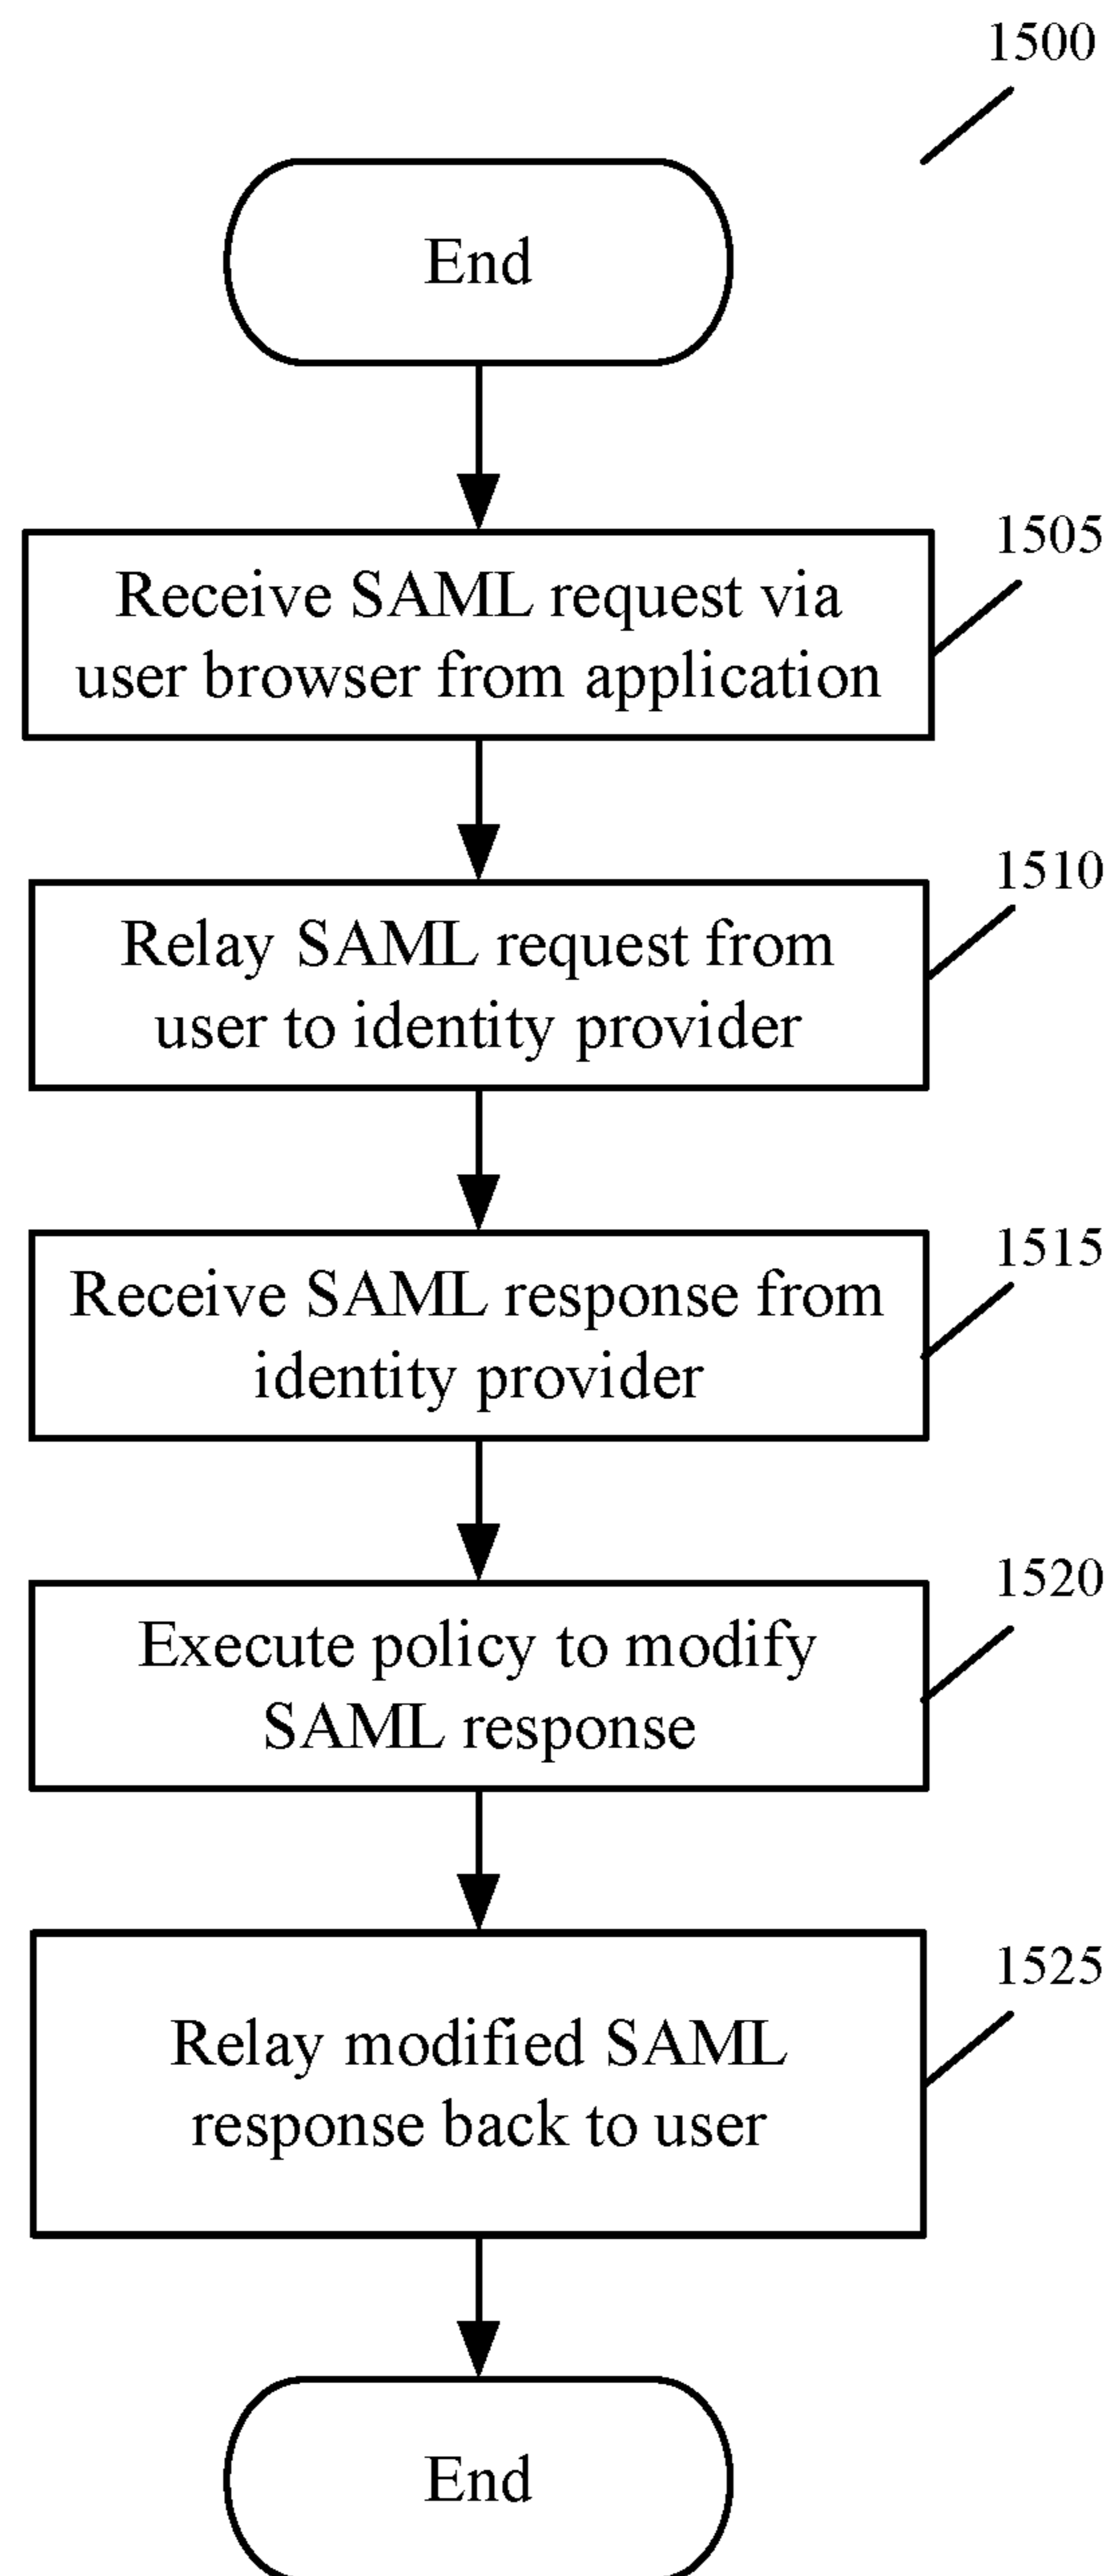 1500
End
1505
Receive SAML request via
user browser from application
1510
Relay SAML request from
user to identity provider
1515
Receive SAML response from
identity provider
1520
Execute policy to modify
SAML response
1525
Relay modified SAML
response back to user
End